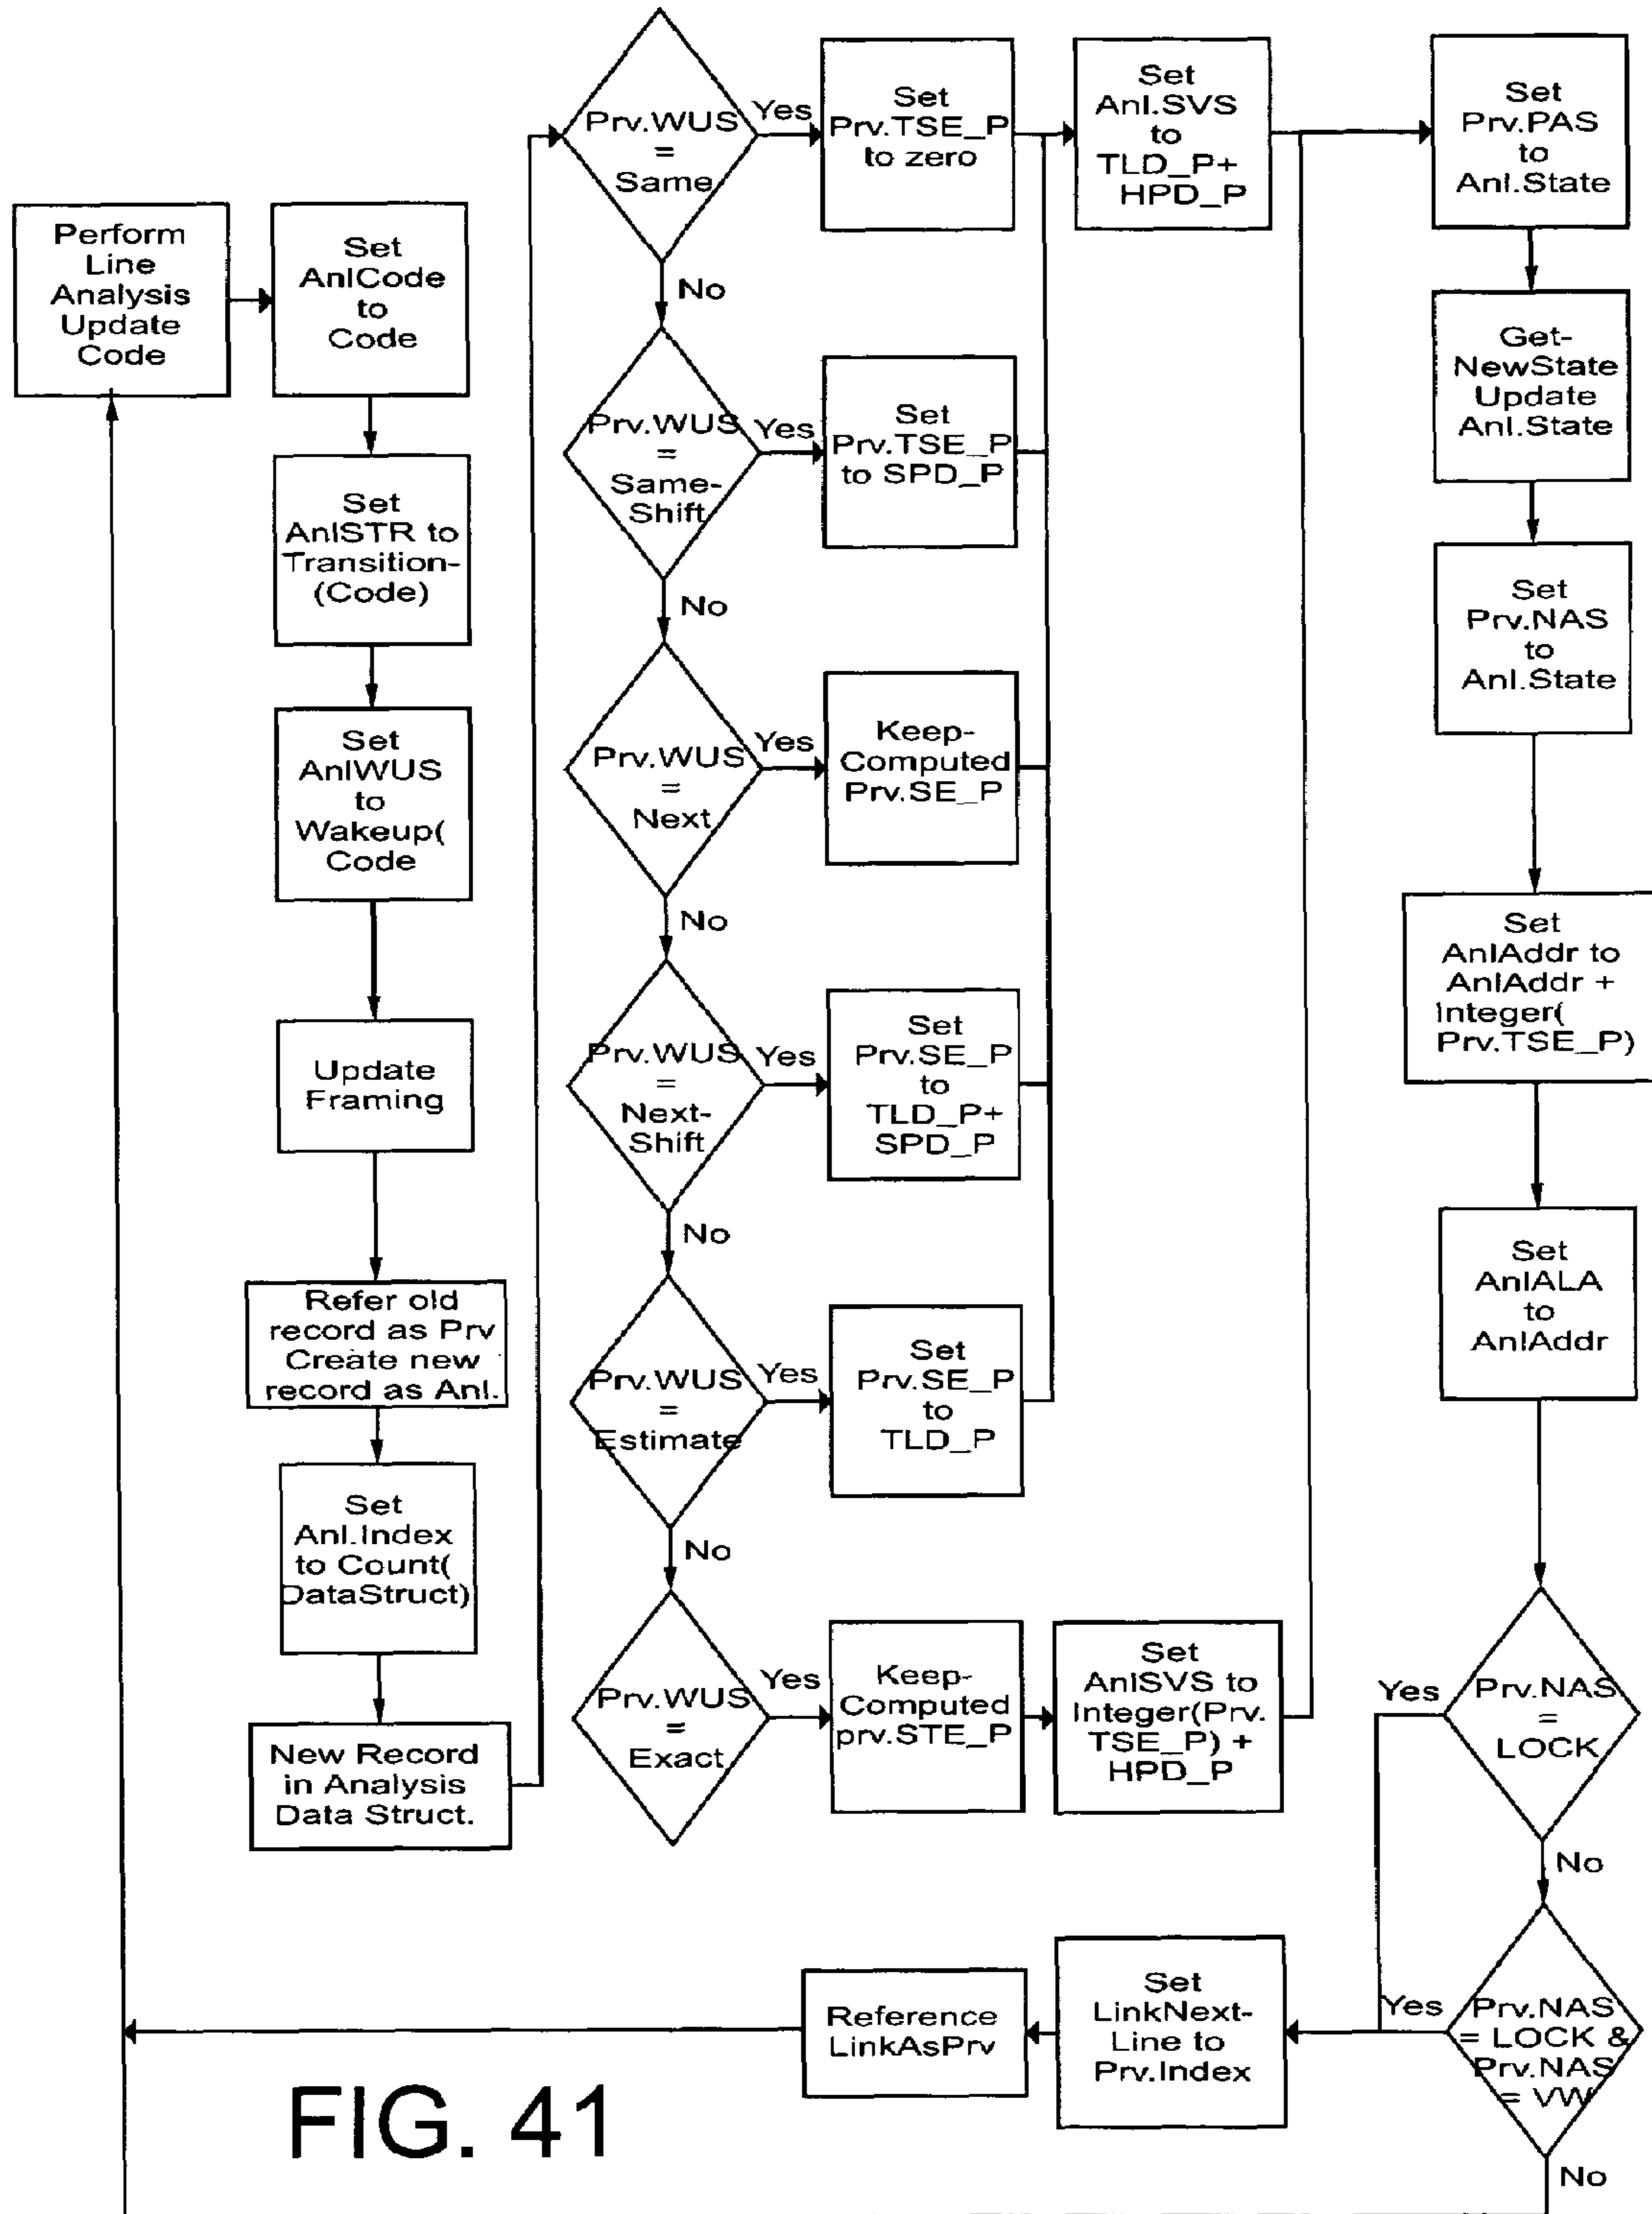 Perform
Line
Analysis
Update
Code
Set
AnlCode
to
Code
Set
AnlSTR to
Transition-
(Code)
Set
AnlWUS
to
Wakeup(
Code
Update
Framing
Refer old
record as Prv
Create new
record as Anl.
Set
Anl.Index
to Count(
DataStruct)
New Record
in Analysis
Data Struct.
Prv.WUS
=
Same
Yes
No
Set
Prv.TSE_P
to zero
Set
Anl.SVS
to
TLD_P+
HPD_P
Prv.WUS
=
Same-
Shift
Yes
No
Set
Prv.TSE_P
to SPD_P
Prv.WUS
=
Next
Yes
No
Keep-
Computed
Prv.SE_P
Prv.WUS
=
Next-
Shift
Yes
No
Set
Prv.SE_P
to
TLD_P+
SPD_P
Prv.WUS
=
Estimate
Yes
No
Set
Prv.SE_P
to
TLD_P
Prv.WUS
=
Exact
Yes
Keep-
Computed
prv.STE_P
Set
AnlSVS to
Integer(Prv.
TSE_P) +
HPD_P
Set
Prv.PAS
to
Anl.State
Get-
NewState
Update
Anl.State
Set
Prv.NAS
to
Anl.State
Set
AnlAddr to
AnlAddr +
Integer(
Prv.TSE_P)
Set
AnlALA
to
AnlAddr
Prv.NAS
=
LOCK
Yes
No
Prv.NAS
= LOCK &
Prv.NAS
= VW
Yes
No
Set
LinkNext-
Line to
Prv.Index
Reference
LinkAsPrv
FIG. 41